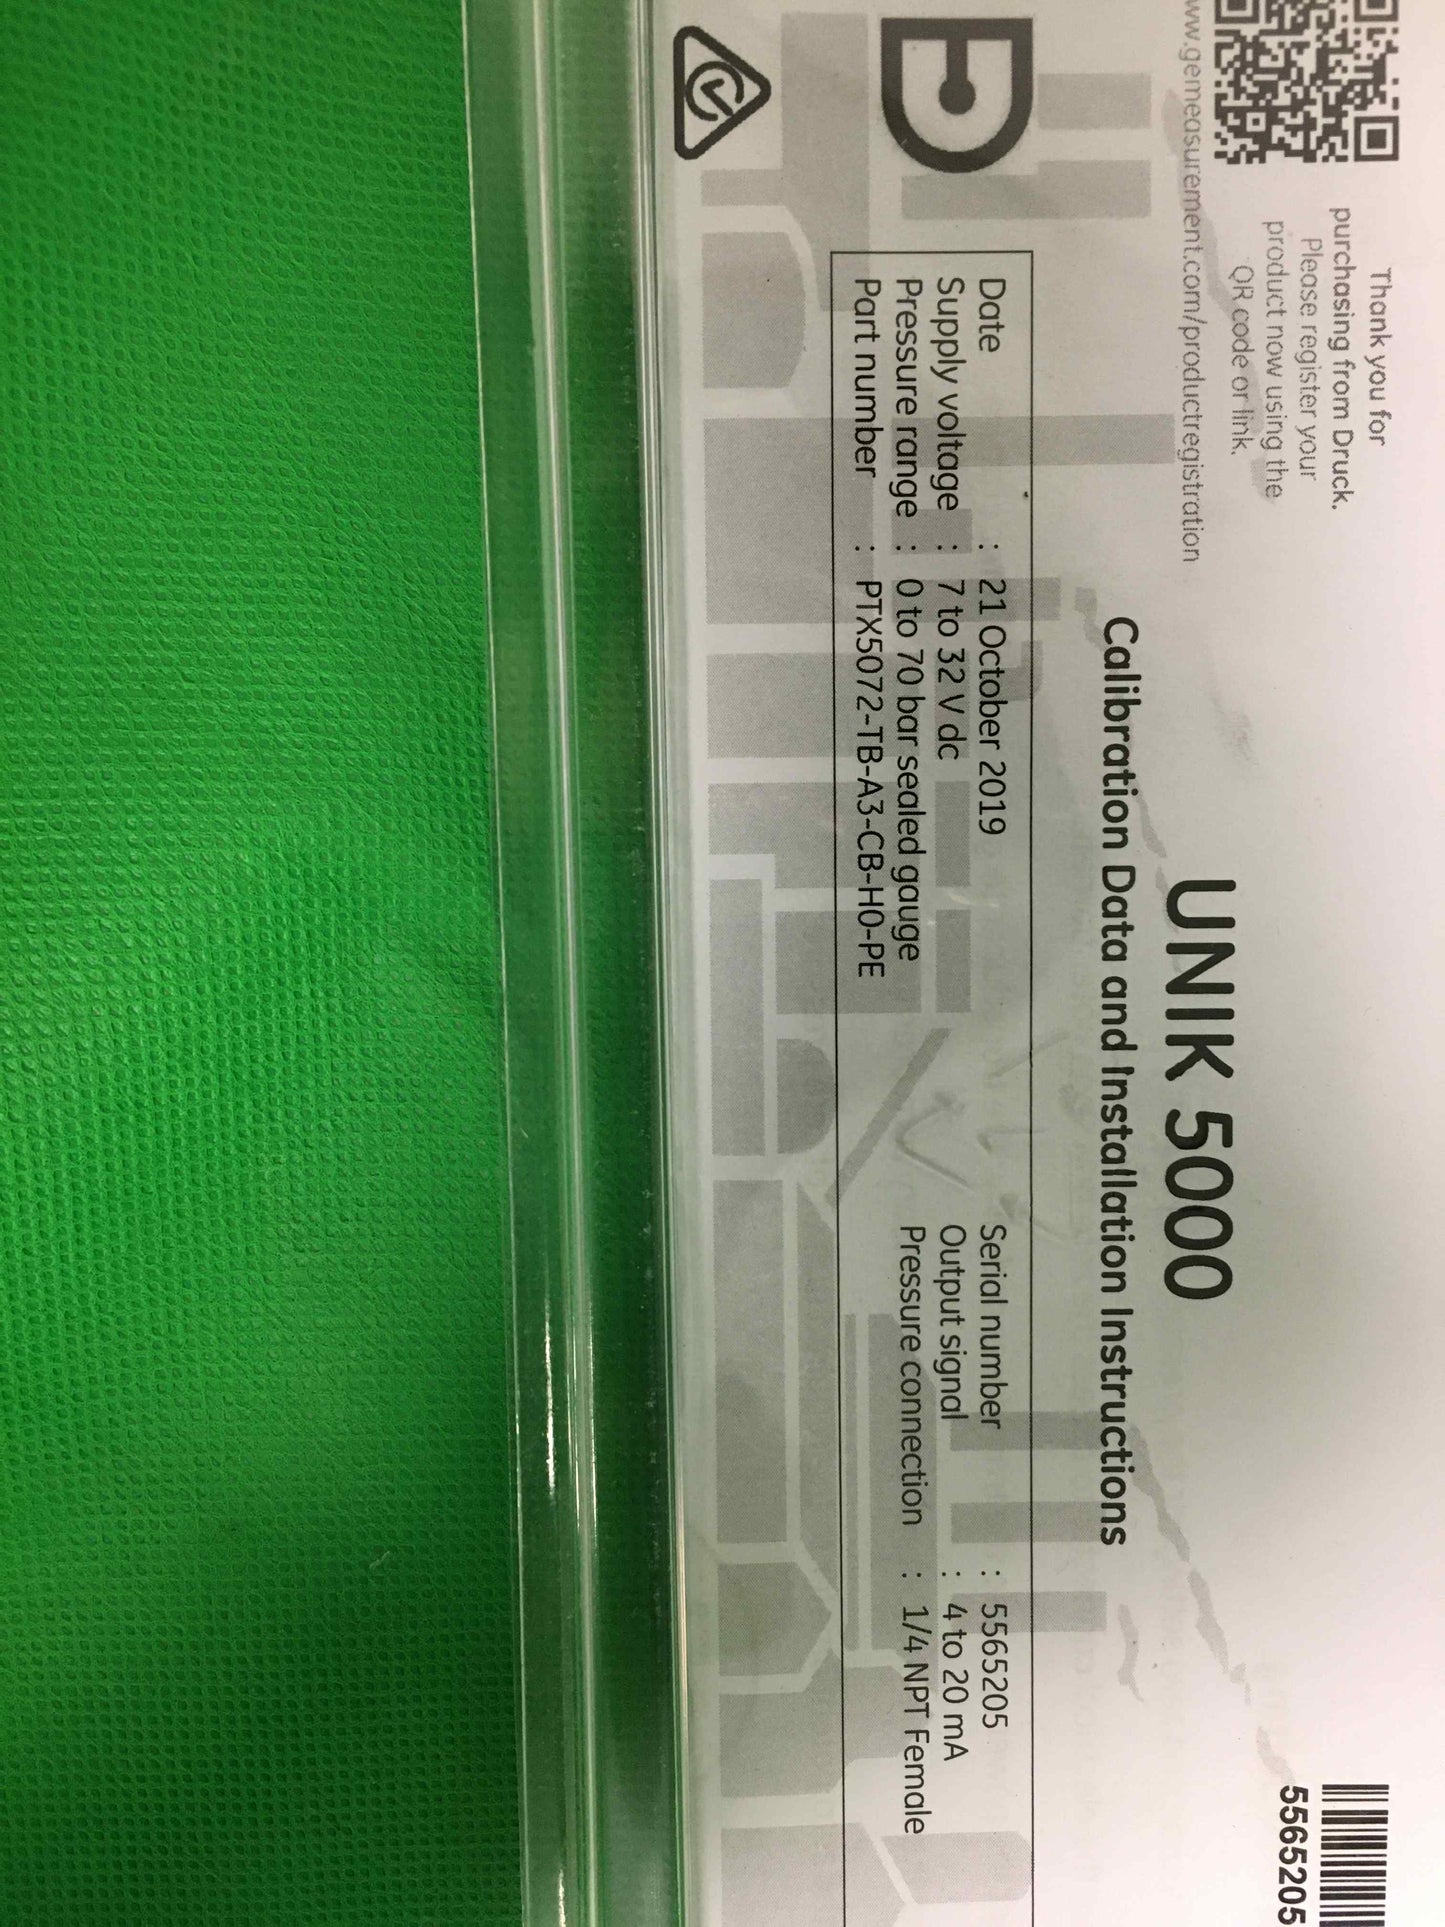 Thank you for
purchasing from Druck.
Please register your
product now using the
QR code or link.
ww.gemeasurement.com/productregistration
UNIK 5000
Calibration Data and Installation Instructions
5565205
Date : 21 October 2019 Serial number : 5565205
Supply voltage : 7 to 32 V dc Output signal : 4 to 20 mA
Pressure range : 0 to 70 bar sealed gauge Pressure connection : 1/4 NPT Female
Part number : PTX5072-TB-A3-CB-H0-PE